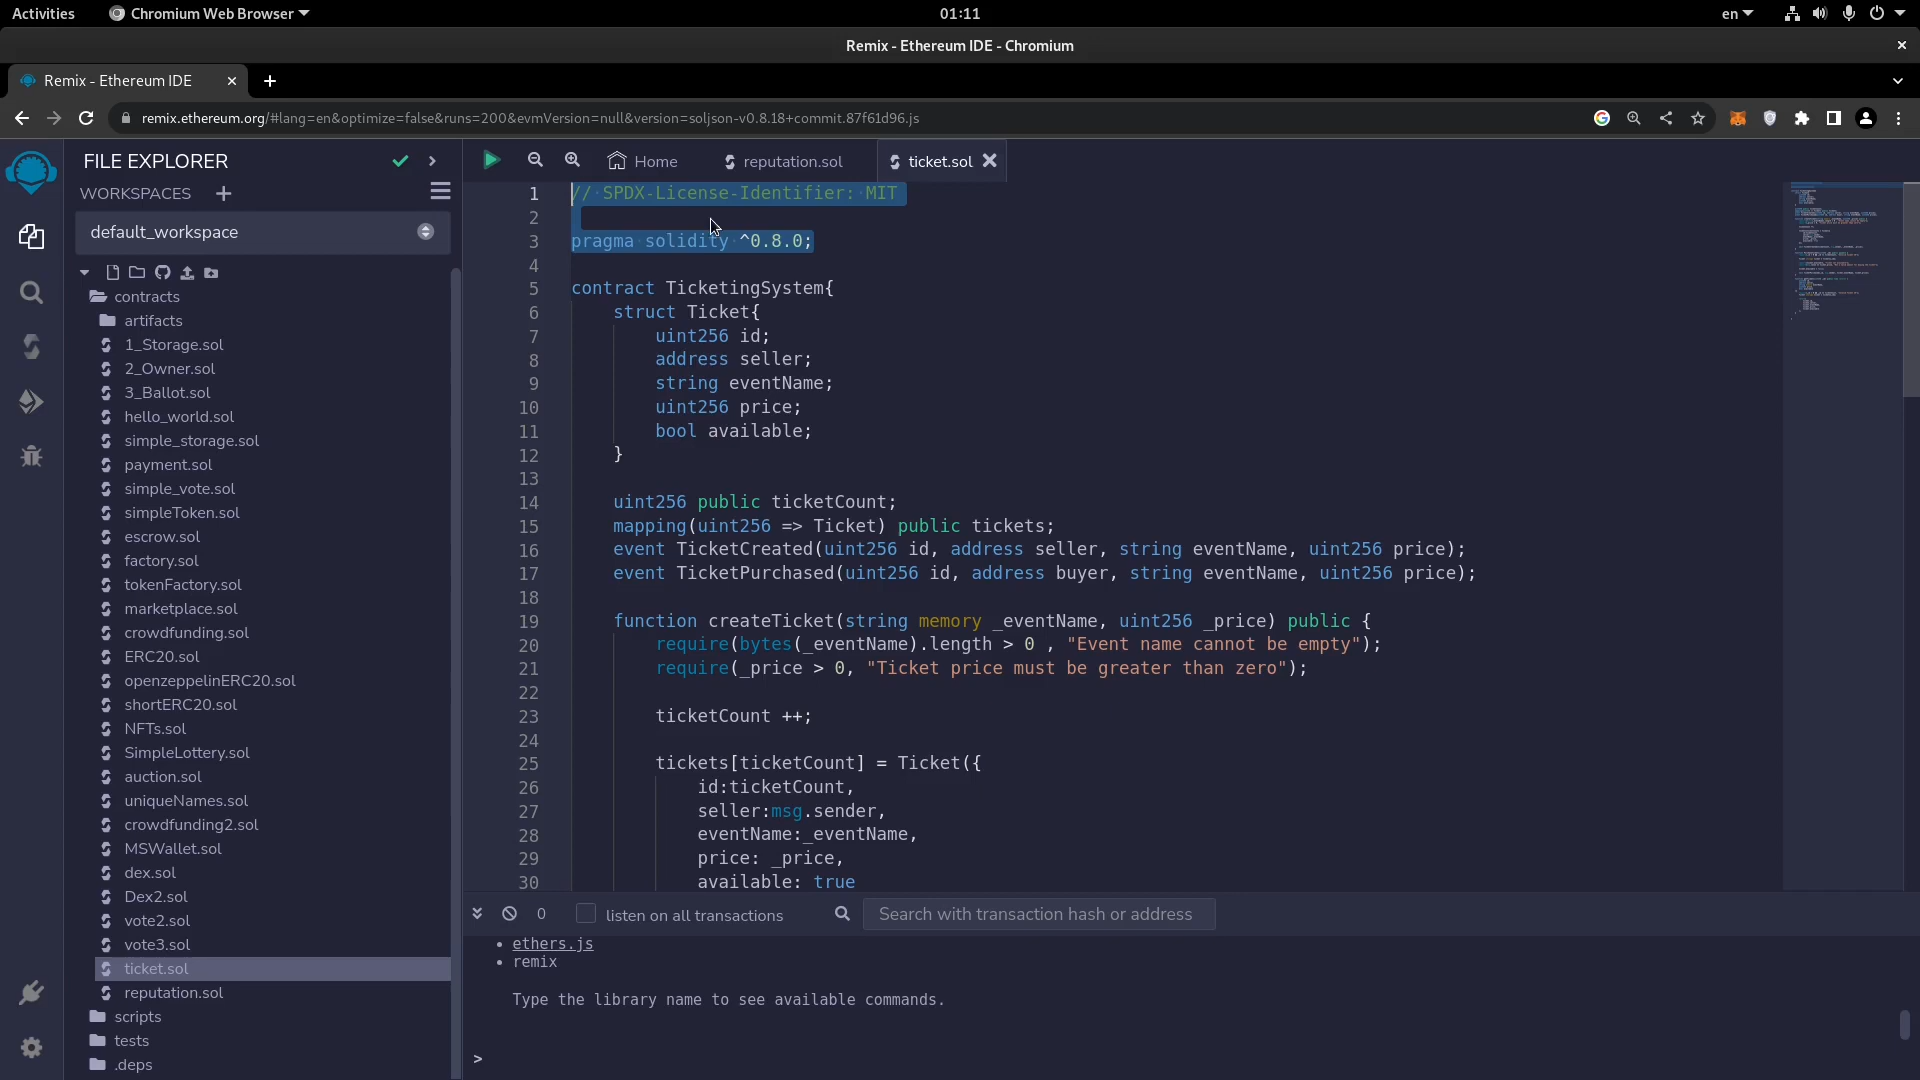 Activities
Chromium Web Browser
01:11
en
Remix - Ethereum IDE - Chromium
Remix - Ethereum IDE
remix.ethereum.org/#lang=en&optimize=false&runs=200&evmVersion=null&version=soljson-v0.8.18+commit.87f61d96.js
FILE EXPLORER
WORKSPACES
default_workspace
contracts
artifacts
1_Storage.sol
2_Owner.sol
3_Ballot.sol
hello_world.sol
simple_storage.sol
payment.sol
simple_vote.sol
simpleToken.sol
escrow.sol
factory.sol
tokenFactory.sol
marketplace.sol
crowdfunding.sol
ERC20.sol
openzeppelinERC20.sol
shortERC20.sol
NFTs.sol
SimpleLottery.sol
auction.sol
uniqueNames.sol
crowdfunding2.sol
MSWallet.sol
dex.sol
Dex2.sol
vote2.sol
vote3.sol
ticket.sol
reputation.sol
scripts
tests
.deps
Home
reputation.sol
ticket.sol
1 // SPDX-License-Identifier: MIT
2
3 pragma solidity ^0.8.0;
4
5 contract TicketingSystem{
6 struct Ticket{
7 uint256 id;
8 address seller;
9 string eventName;
10 uint256 price;
11 bool available;
12 }
13
14 uint256 public ticketCount;
15 mapping(uint256 => Ticket) public tickets;
16 event TicketCreated(uint256 id, address seller, string eventName, uint256 price);
17 event TicketPurchased(uint256 id, address buyer, string eventName, uint256 price);
18
19 function createTicket(string memory _eventName, uint256 _price) public {
20 require(bytes(_eventName).length > 0 , "Event name cannot be empty");
21 require(_price > 0, "Ticket price must be greater than zero");
22
23 ticketCount ++;
24
25 tickets[ticketCount] = Ticket({
26 id:ticketCount,
27 seller:msg.sender,
28 eventName:_eventName,
29 price: _price,
30 available: true
0
listen on all transactions
Search with transaction hash or address
• ethers.js
• remix
Type the library name to see available commands.
>